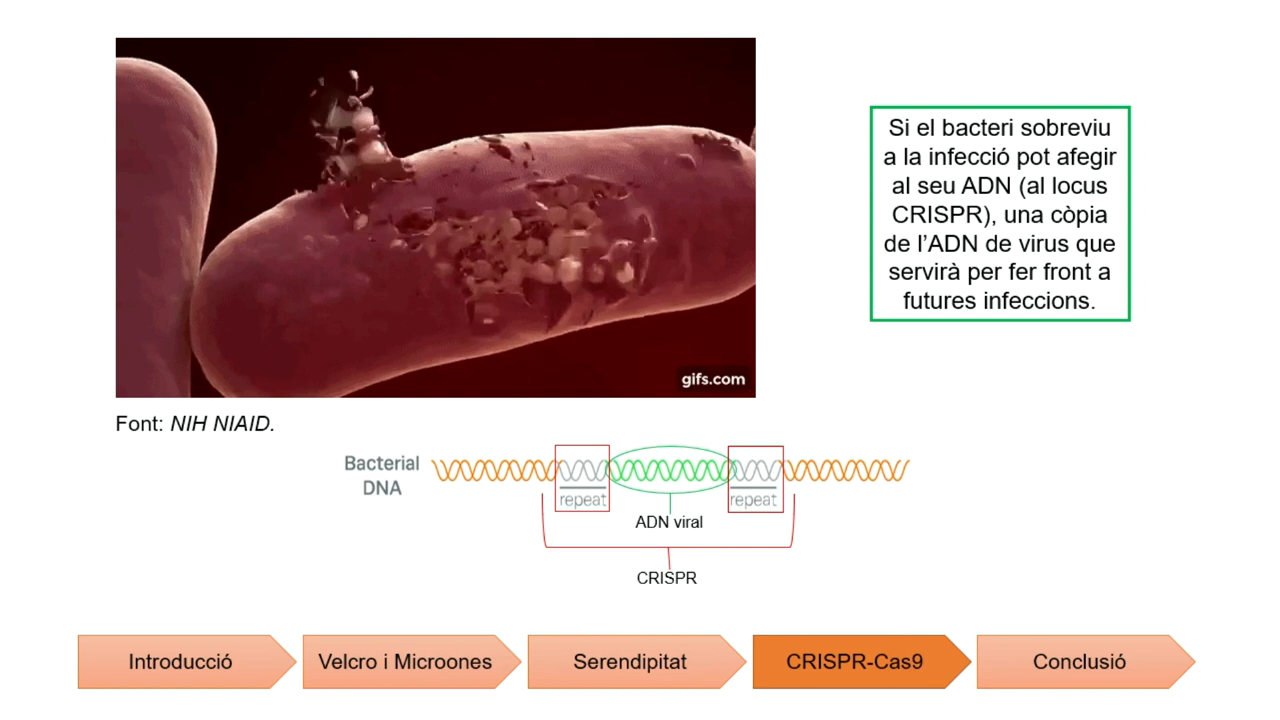 Si el bacteri sobreviu
a la infecció pot afegir
al seu ADN (al locus
CRISPR), una còpia
de l’ADN de virus que
servirà per fer front a
futures infeccions.
gifs.com
Font: NIH NIAID.
Bacterial
DNA
repeat
repeat
ADN viral
CRISPR
Introducció
Velcro i Microones
Serendipitat
CRISPR-Cas9
Conclusió